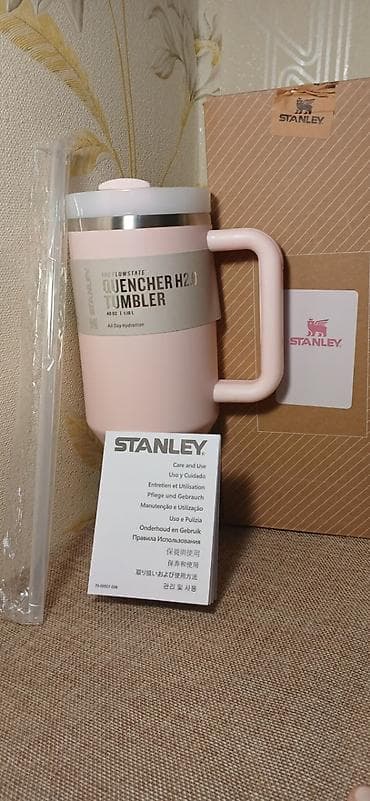 STANLEY
STANLEY
THE FLOWSTATE
QUENCHER H2.0
TUMBLER
40 OZ | 1.18 L
All Day Hydration
STANLEY
STANLEY
Care and Use
Uso y Cuidado
Entretien et Utilisation
Pflege und Gebrauch
Manutenção e Utilização
Uso e Pulizia
Onderhoud en Gebruik
Правила Использования
保養與使用
保养和使用
取り扱いおよび使用方法
관리 및 사용